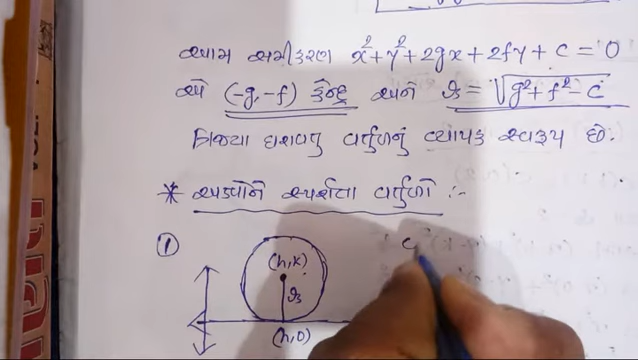 આમ સમીકરણ x²+y²+2gx+2fy+c=0
એ (-g,-f) કેન્દ્ર અને r=√g²+f²-c
ત્રિજ્યા ધરાવતુ વર્તુળનું વ્યાપક સ્વરૂપ છે.
* અક્ષોને સ્પર્શતા વર્તુળો :-
①
(h,k)
r
(h,0)
c